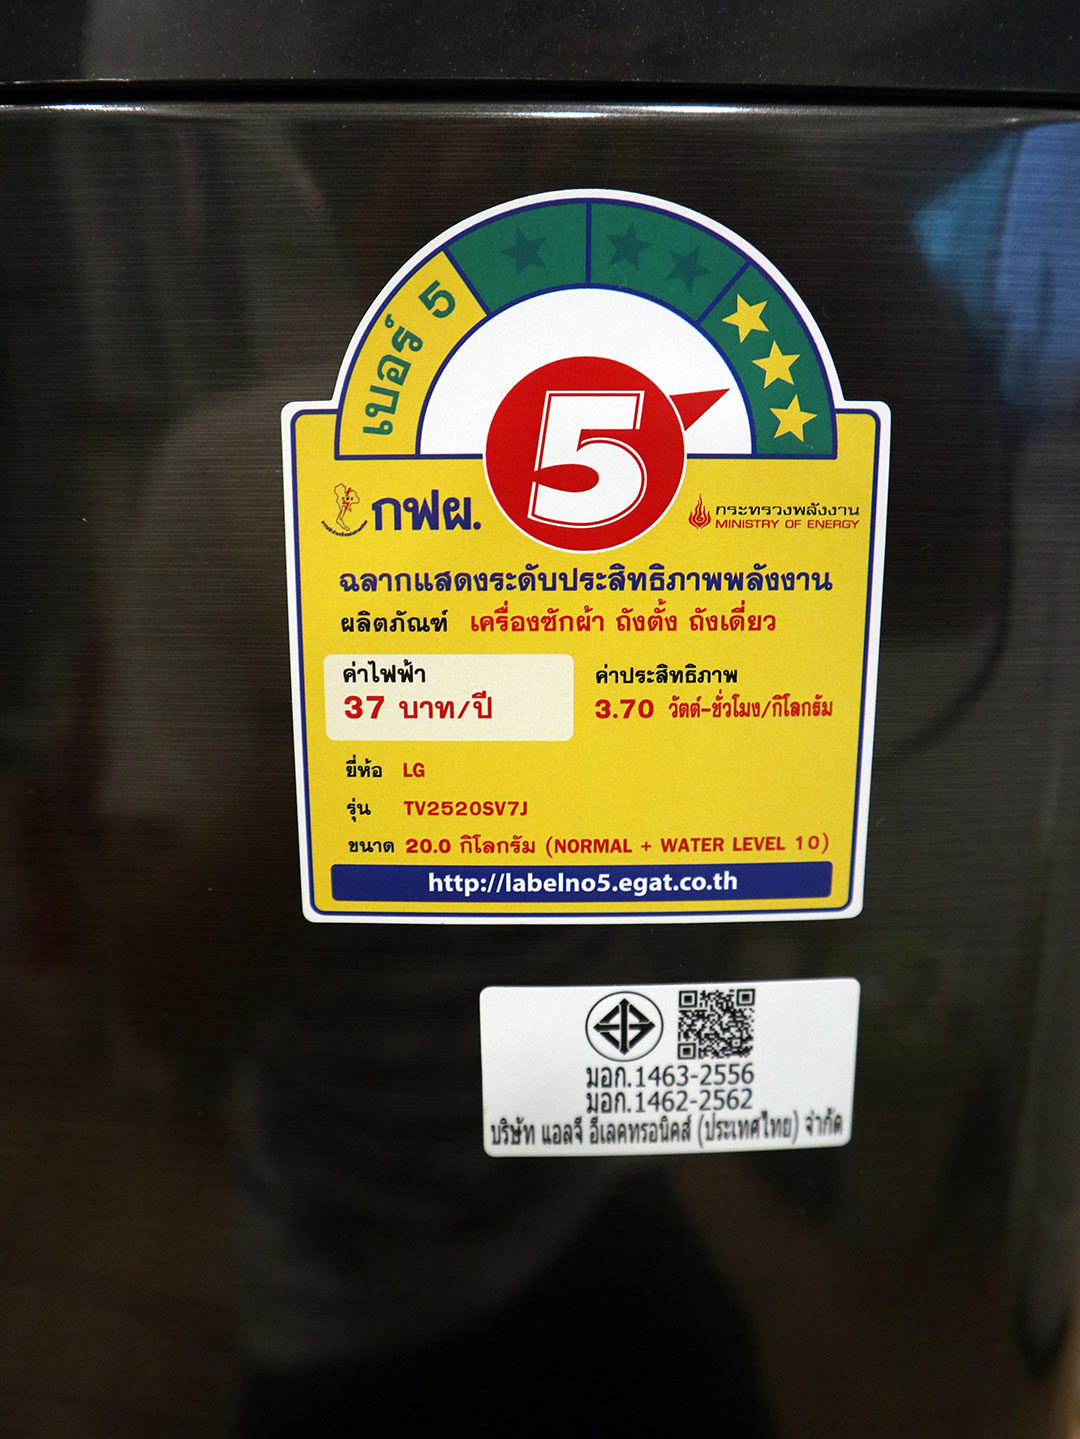 เบอร์ 5
5
กฟผ.
กระทรวงพลังงาน
MINISTRY OF ENERGY
ฉลากแสดงระดับประสิทธิภาพพลังงาน
ผลิตภัณฑ์ เครื่องซักผ้า ถังตั้ง ถังเดี่ยว
ค่าไฟฟ้า
37 บาท/ปี
ค่าประสิทธิภาพ
3.70 วัตต์-ชั่วโมง/กิโลกรัม
ยี่ห้อ LG
รุ่น TV2520SV7J
ขนาด 20.0 กิโลกรัม (NORMAL + WATER LEVEL 10)
http://labelno5.egat.co.th
มอก.1463-2556
มอก.1462-2562
บริษัท แอลจี อีเลคทรอนิคส์ (ประเทศไทย) จำกัด